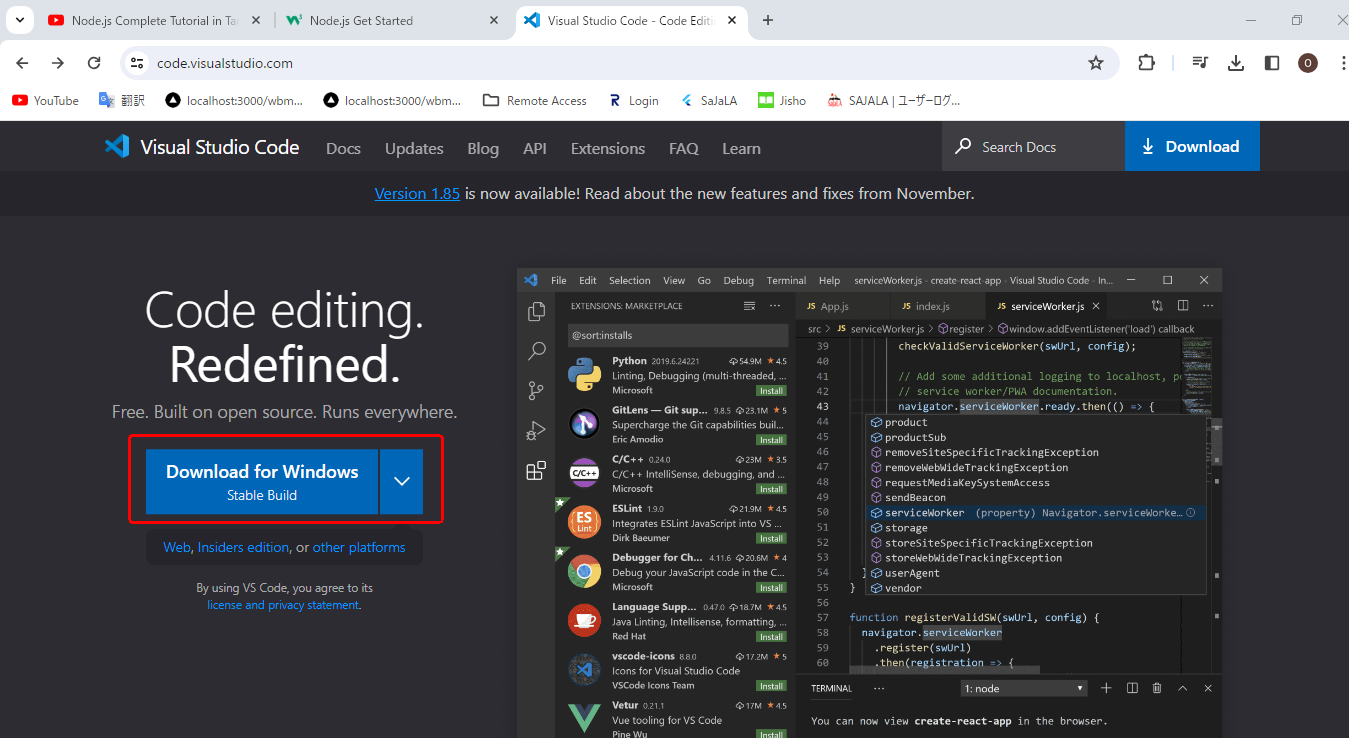 Node.js Complete Tutorial in Ta
Node.js Get Started
Visual Studio Code - Code Editi
code.visualstudio.com
O
YouTube
翻訳
localhost:3000/wbm...
localhost:3000/wbm...
Remote Access
R Login
SaJaLA
Jisho
SAJALA | ユーザーログ...
Visual Studio Code
Docs
Updates
Blog
API
Extensions
FAQ
Learn
Search Docs
Download
Version 1.85 is now available! Read about the new features and fixes from November.
Code editing.
Redefined.
Free. Built on open source. Runs everywhere.
Download for Windows
Stable Build
Web, Insiders edition, or other platforms
By using VS Code, you agree to its
license and privacy statement.
File Edit Selection View Go Debug Terminal Help serviceWorker.js - create-react-app - Visual Studio Code - In...
EXTENSIONS: MARKETPLACE
@sort:installs
Python 2019.6.24221 54.9M 4.5
Linting, Debugging (multi-threaded, ...
Microsoft Install
GitLens — Git sup... 9.8.5 23.1M 5
Supercharge the Git capabilities buil...
Eric Amodio Install
C/C++
C/C++ 0.24.0 23M 3.5
C/C++ IntelliSense, debugging, and ...
Microsoft Install
ES
Lint
ESLint 1.9.0 21.9M 4.5
Integrates ESLint JavaScript into VS ...
Dirk Baeumer Install
Debugger for Ch... 4.11.6 20.6M 4
Debug your JavaScript code in the C...
Microsoft Install
Language Supp... 0.47.0 18.7M 4.5
Java Linting, Intellisense, formatting, ...
Red Hat Install
vscode-icons 8.8.0 17.2M 5
Icons for Visual Studio Code
VSCode Icons Team Install
Vetur 0.21.1 17M 4.5
Vue tooling for VS Code
Pine Wu Install
JS App.js
JS index.js
JS serviceWorker.js
src > JS serviceWorker.js > register > window.addEventListener('load') callback
39 checkValidServiceWorker(swUrl, config);
40
41 // Add some additional logging to localhost, po
42 // service worker/PWA documentation.
43 navigator.serviceWorker.ready.then(() => {
44 product
45 productSub
46 removeSiteSpecificTrackingException
47 removeWebWideTrackingException
48 requestMediaKeySystemAccess
49 sendBeacon
50 serviceWorker (property) Navigator.serviceWorke...
51 storage
52 storeSiteSpecificTrackingException
53 storeWebWideTrackingException
54 } userAgent
55 } vendor
56
57 function registerValidSW(swUrl, config) {
58 navigator.serviceWorker
59 .register(swUrl)
60 .then(registration => {
TERMINAL ... 1: node
You can now view create-react-app in the browser.